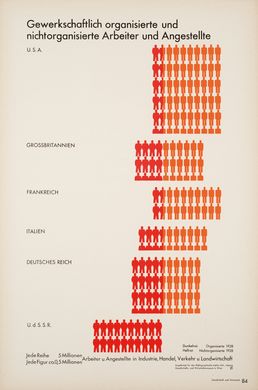 Gewerkschaftlich organisierte und
nichtorganisierte Arbeiter und Angestellte
U.S.A.
GROSSBRITANNIEN
FRANKREICH
ITALIEN
DEUTSCHES REICH
U.d S.S.R.
Jede Reihe 5 Millionen
Jede Figur ca 0,5 Millionen Arbeiter u Angestellte in Industrie, Handel, Verkehr u Landwirtschaft
Dunkelrot: Organisierte 1928
Hellrot: Nichtorganisierte 1928
84